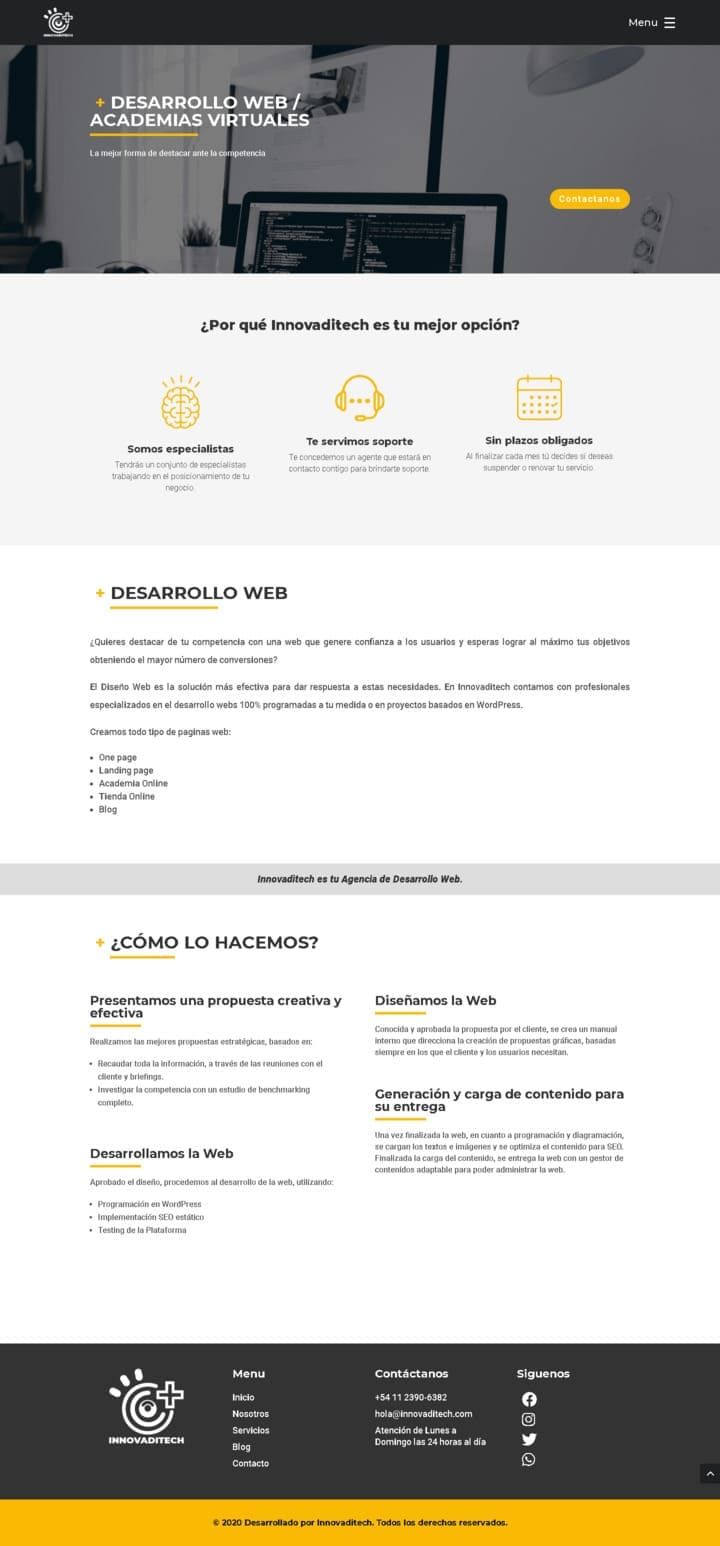 INNOVADITECH
Menu
+ DESARROLLO WEB /
ACADEMIAS VIRTUALES
La mejor forma de destacar ante la competencia
Contactanos
¿Por qué Innovaditech es tu mejor opción?
Somos especialistas
Tendrás un conjunto de especialistas
trabajando en el posicionamiento de tu
negocio.
Te servimos soporte
Te concedemos un agente que estará en
contacto contigo para brindarte soporte.
Sin plazos obligados
Al finalizar cada mes tú decides si deseas
suspender o renovar tu servicio.
+ DESARROLLO WEB
¿Quieres destacar de tu competencia con una web que genere confianza a los usuarios y esperas lograr al máximo tus objetivos
obteniendo el mayor número de conversiones?
El Diseño Web es la solución más efectiva para dar respuesta a estas necesidades. En Innovaditech contamos con profesionales
especializados en el desarrollo webs 100% programadas a tu medida o en proyectos basados en WordPress.
Creamos todo tipo de paginas web:
• One page
• Landing page
• Academia Online
• Tienda Online
• Blog
Innovaditech es tu Agencia de Desarrollo Web.
+ ¿CÓMO LO HACEMOS?
Presentamos una propuesta creativa y
efectiva
Realizamos las mejores propuestas estratégicas, basados en:
• Recaudar toda la información, a través de las reuniones con el
cliente y briefings.
• Investigar la competencia con un estudio de benchmarking
completo.
Desarrollamos la Web
Aprobado el diseño, procedemos al desarrollo de la web, utilizando:
• Programación en WordPress
• Implementación SEO estático
• Testing de la Plataforma
Diseñamos la Web
Conocida y aprobada la propuesta por el cliente, se crea un manual
interno que direcciona la creación de propuestas gráficas, basadas
siempre en los que el cliente y los usuarios necesitan.
Generación y carga de contenido para
su entrega
Una vez finalizada la web, en cuanto a programación y diagramación,
se cargan los textos e imágenes y se optimiza el contenido para SEO.
Finalizada la carga del contenido, se entrega la web con un gestor de
contenidos adaptable para poder administrar la web.
INNOVADITECH
Menu
Inicio
Nosotros
Servicios
Blog
Contacto
Contáctanos
+54 11 2390-6382
hola@innovaditech.com
Atención de Lunes a
Domingo las 24 horas al día
Siguenos
© 2020 Desarrollado por Innovaditech. Todos los derechos reservados.